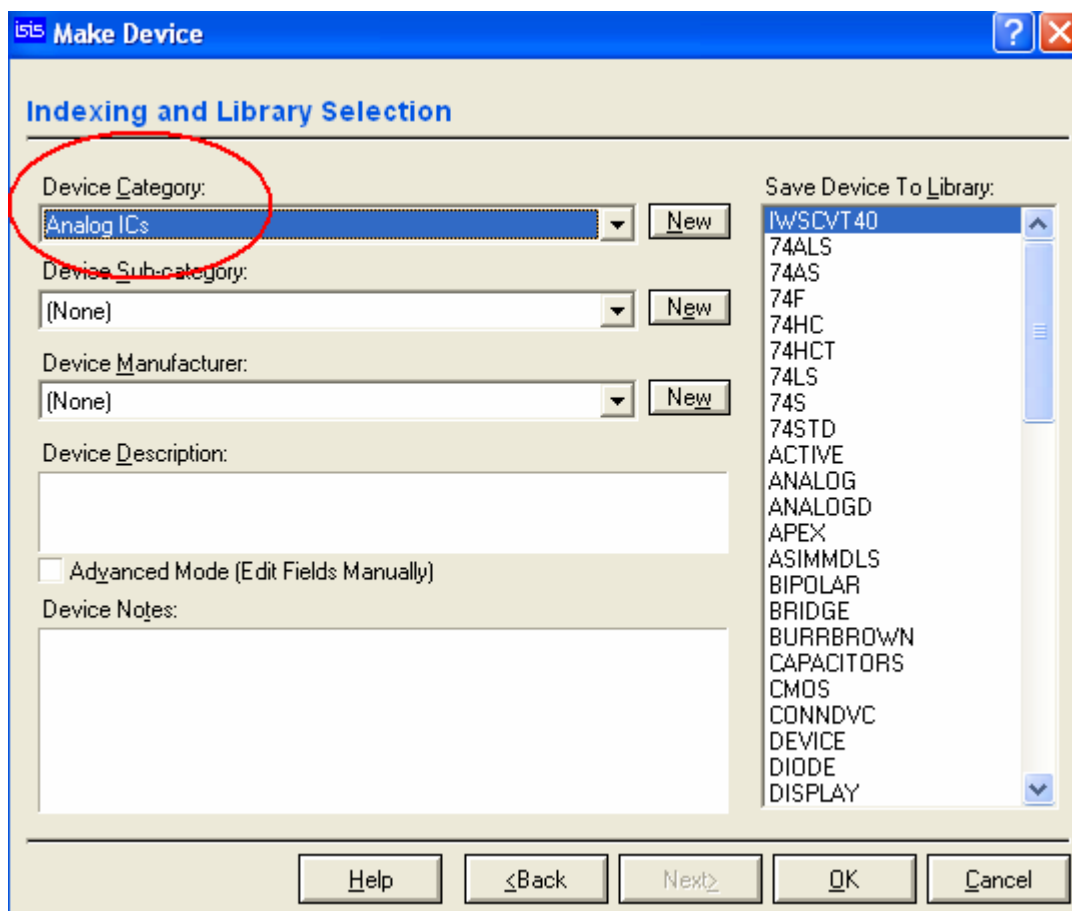 isis Make Device
Indexing and Library Selection
Device Category:
Analog ICs
New
Device Sub-category:
(None)
New
Device Manufacturer:
(None)
New
Device Description:
Advanced Mode (Edit Fields Manually)
Device Notes:
Save Device To Library:
IWSCVT40
74ALS
74AS
74F
74HC
74HCT
74LS
74S
74STD
ACTIVE
ANALOG
ANALOGD
APEX
ASIMMDLS
BIPOLAR
BRIDGE
BURRBROWN
CAPACITORS
CMOS
CONNDVC
DEVICE
DIODE
DISPLAY
Help
<Back
Next>
OK
Cancel